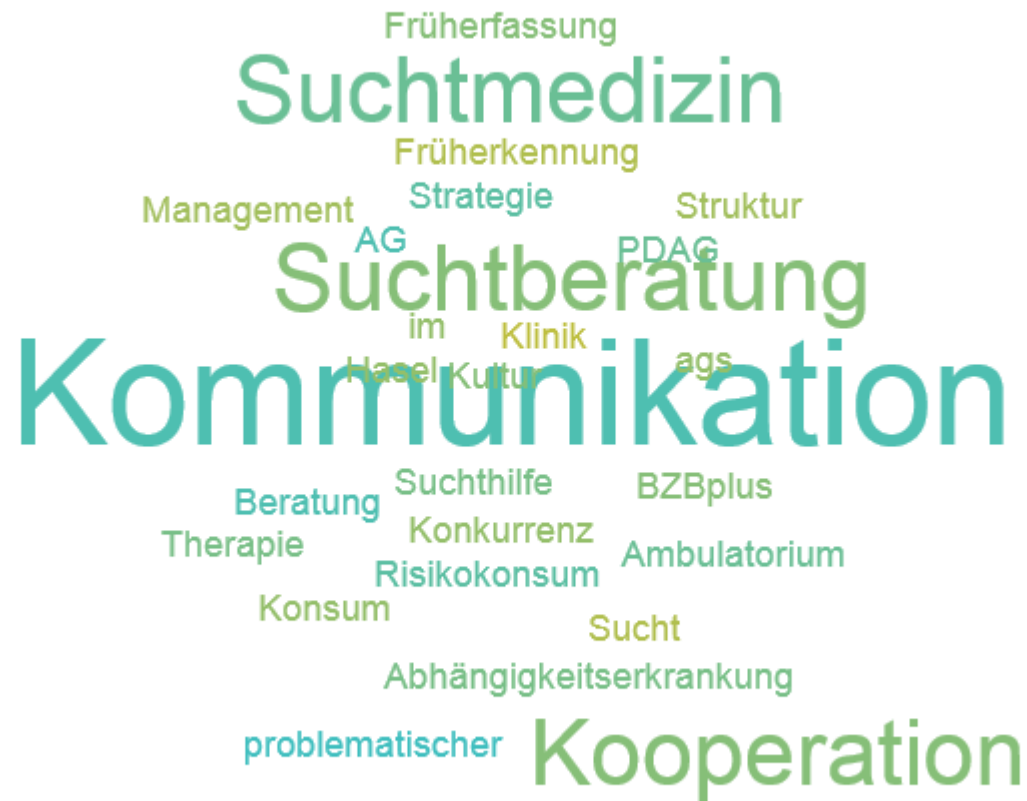 Früherfassung
Suchtmedizin
Früherkennung
Strategie
Management
Struktur
AG
PDAG
Suchtberatung
im
Klinik
Hasel
Kultur
ags
Kommunikation
Suchthilfe
BZBplus
Beratung
Konkurrenz
Therapie
Ambulatorium
Risikokonsum
Konsum
Sucht
Abhängigkeitserkrankung
problematischer
Kooperation